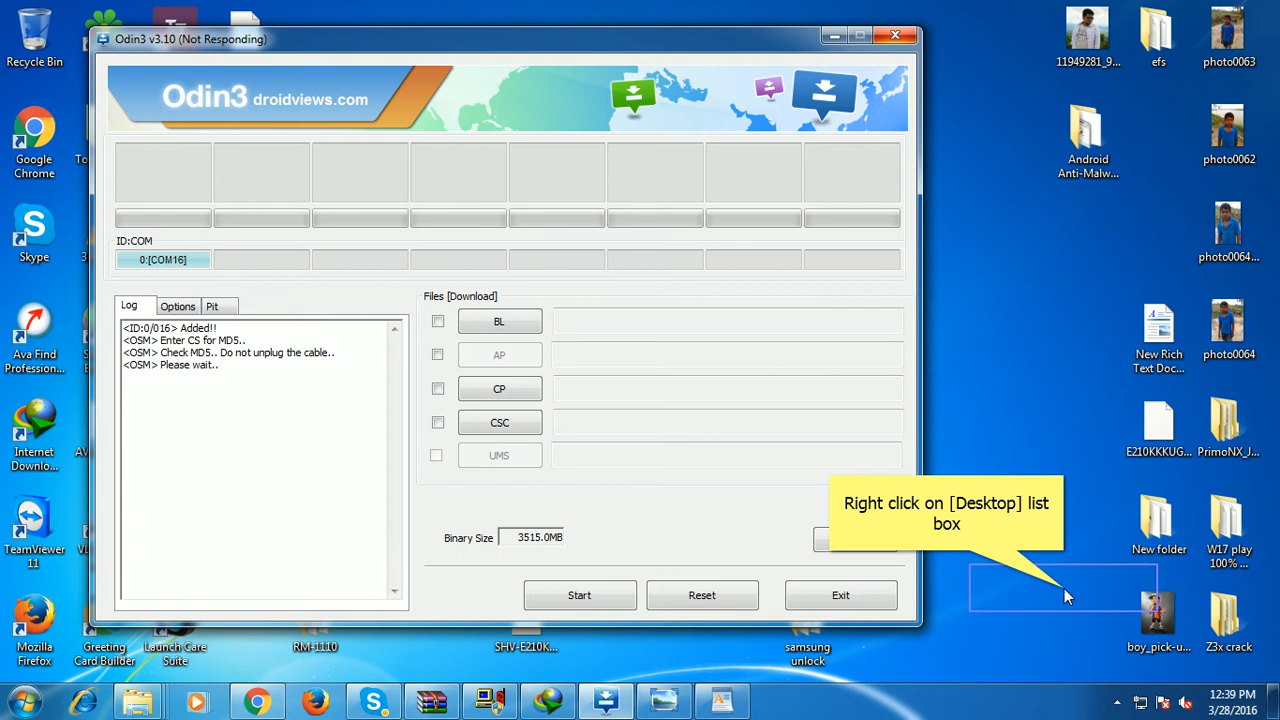 Odin3 v3.10 (Not Responding)
Odin3 droidviews.com
ID:COM
0:[COM16]
Log
Options
Pit
<ID:0/016> Added!!
<OSM> Enter CS for MD5..
<OSM> Check MD5.. Do not unplug the cable..
<OSM> Please wait..
Files [Download]
BL
AP
CP
CSC
UMS
Binary Size
3515.0MB
Start
Reset
Exit
Right click on [Desktop] list
box
Recycle Bin
Google
Chrome
Skype
Ava Find
Profession...
Internet
Downlo...
TeamViewer
11
Mozilla
Firefox
Greeting
Card Builder
Launch Care
Suite
RM-1110
SHV-E210K...
samsung
unlock
11949281_9...
efs
photo0063
Android
Anti-Malw...
photo0062
photo0064...
New Rich
Text Doc...
photo0064
E210KKKUG...
PrimoNX_J...
New folder
W17 play
100% ...
boy_pick-u...
Z3x crack
12:39 PM
3/28/2016